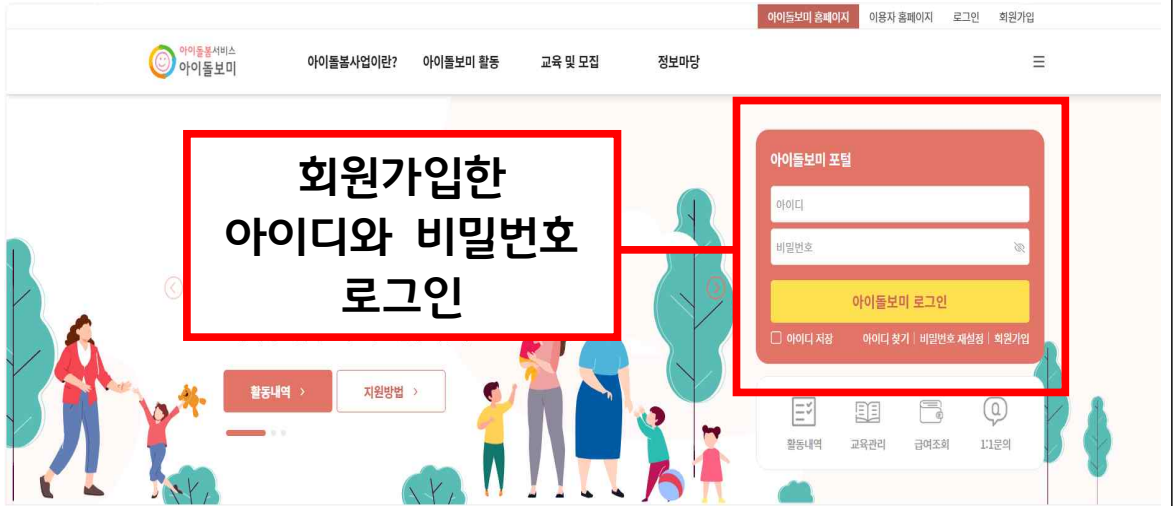 아이돌보미 홈페이지 이용자 홈페이지 로그인 회원가입
아이돌봄서비스
아이돌보미
아이돌봄사업이란? 아이돌보미 활동 교육 및 모집 정보마당
회원가입한
아이디와 비밀번호
로그인
아이돌보미 포털
아이디
비밀번호
아이돌보미 로그인
아이디 저장 아이디 찾기 | 비밀번호 재설정 | 회원가입
활동내역 > 지원방법 >
활동내역 교육관리 급여조회 1:1문의